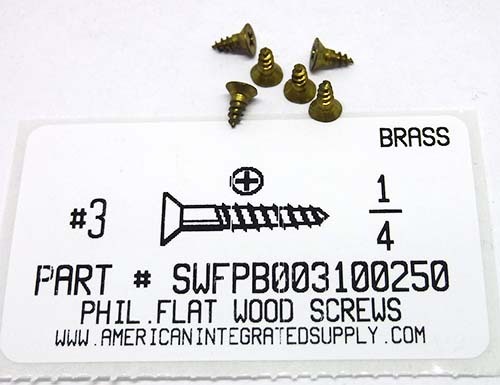 BRASS
#3
1
4
PART # SWFPB003100250
PHIL.FLAT WOOD SCREWS
WWW.AMERICANINTEGRATEDSUPPLY.COM